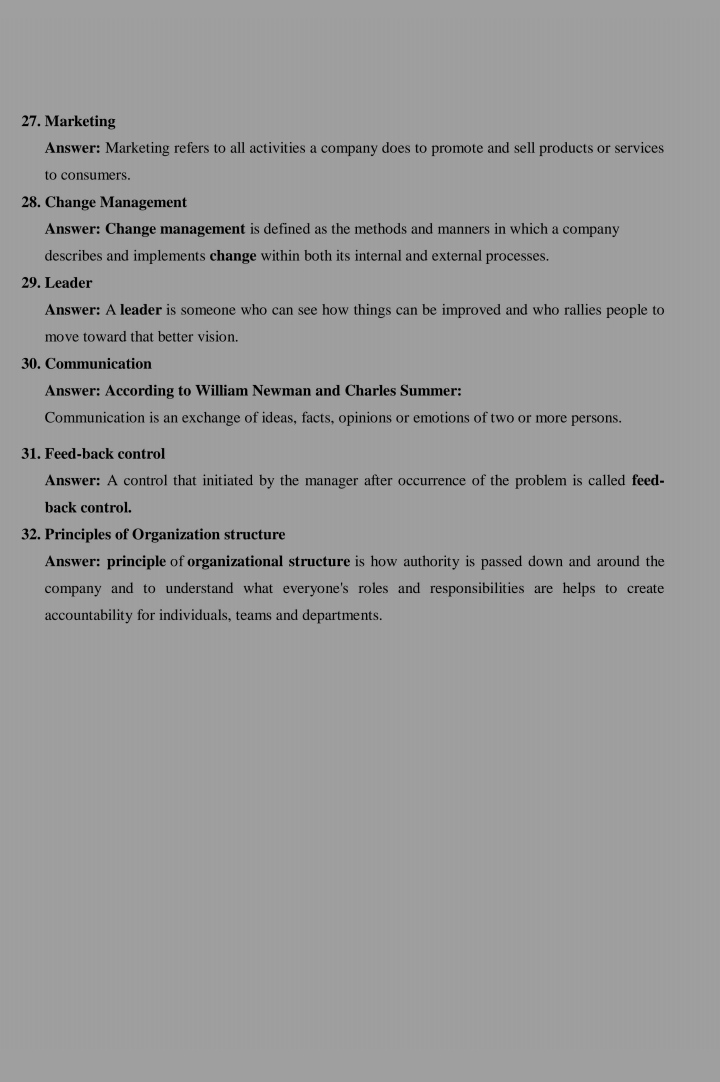 27. Marketing
Answer: Marketing refers to all activities a company does to promote and sell products or services
to consumers.
28. Change Management
Answer: Change management is defined as the methods and manners in which a company
describes and implements change within both its internal and external processes.
29. Leader
Answer: A leader is someone who can see how things can be improved and who rallies people to
move toward that better vision.
30. Communication
Answer: According to William Newman and Charles Summer:
Communication is an exchange of ideas, facts, opinions or emotions of two or more persons.
31. Feed-back control
Answer: A control that initiated by the manager after occurrence of the problem is called feed-
back control.
32. Principles of Organization structure
Answer: principle of organizational structure is how authority is passed down and around the
company and to understand what everyone's roles and responsibilities are helps to create
accountability for individuals, teams and departments.